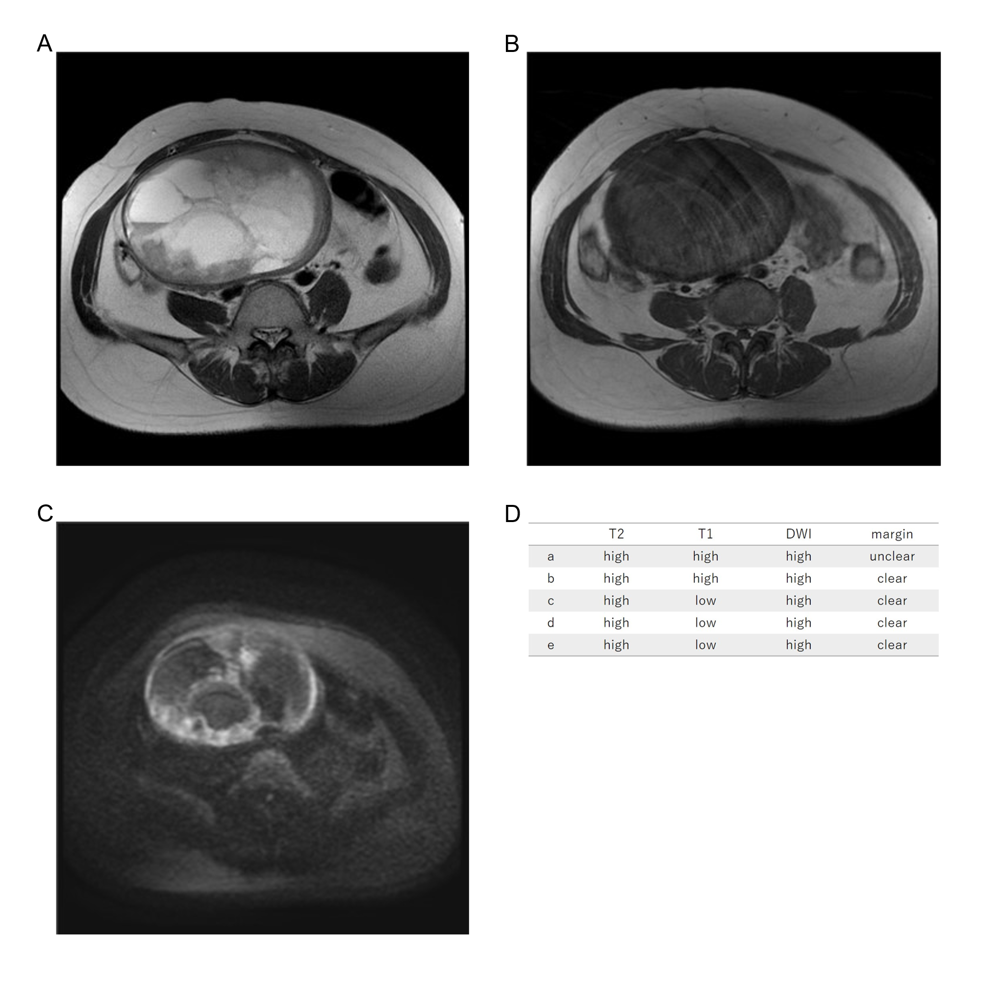 A
B
C
D
T2 T1 DWI margin
a high high high unclear
b high high high clear
c high low high clear
d high low high clear
e high low high clear